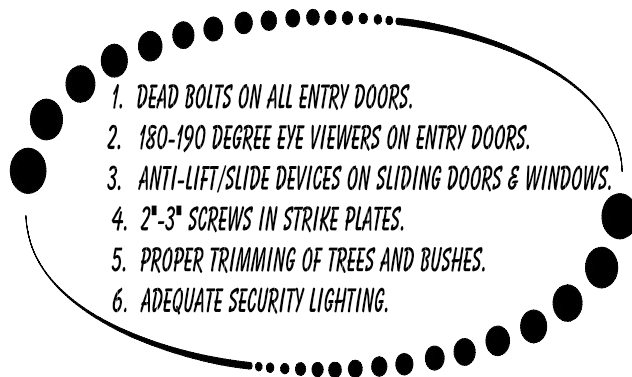 1. DEAD BOLTS ON ALL ENTRY DOORS.
2. 180-190 DEGREE EYE VIEWERS ON ENTRY DOORS.
3. ANTI-LIFT/SLIDE DEVICES ON SLIDING DOORS & WINDOWS.
4. 2"-3" SCREWS IN STRIKE PLATES.
5. PROPER TRIMMING OF TREES AND BUSHES.
6. ADEQUATE SECURITY LIGHTING.